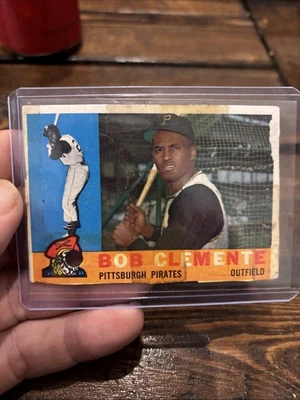 P
BOB CLEMENTE
PITTSBURGH PIRATES OUTFIELD